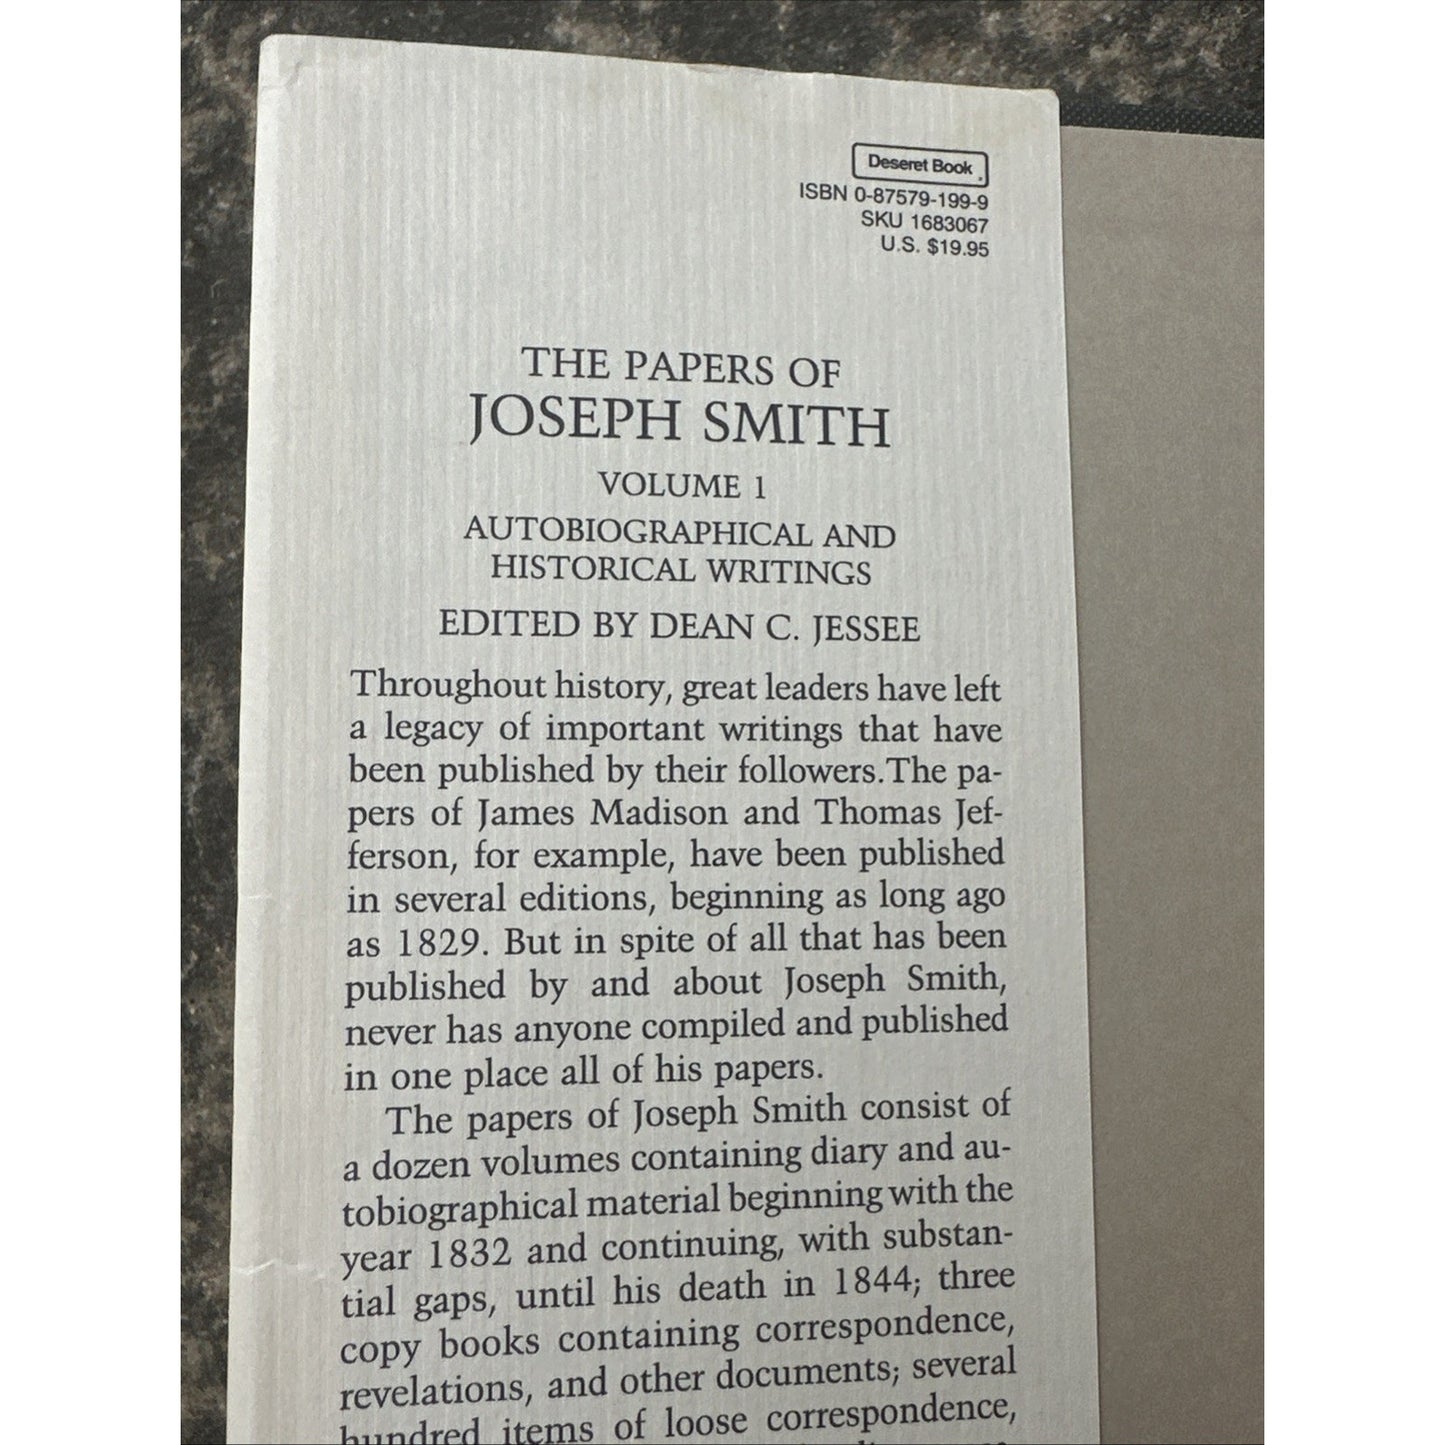 Deseret Book
ISBN 0-87579-199-9
SKU 1683067
U.S. $19.95
THE PAPERS OF
JOSEPH SMITH
VOLUME 1
AUTOBIOGRAPHICAL AND
HISTORICAL WRITINGS
EDITED BY DEAN C. JESSEE
Throughout history, great leaders have left
a legacy of important writings that have
been published by their followers.The pa-
pers of James Madison and Thomas Jef-
ferson, for example, have been published
in several editions, beginning as long ago
as 1829. But in spite of all that has been
published by and about Joseph Smith,
never has anyone compiled and published
in one place all of his papers.
The papers of Joseph Smith consist of
a dozen volumes containing diary and au-
tobiographical material beginning with the
year 1832 and continuing, with substan-
tial gaps, until his death in 1844; three
copy books containing correspondence,
revelations, and other documents; several
hundred items of loose correspondence,